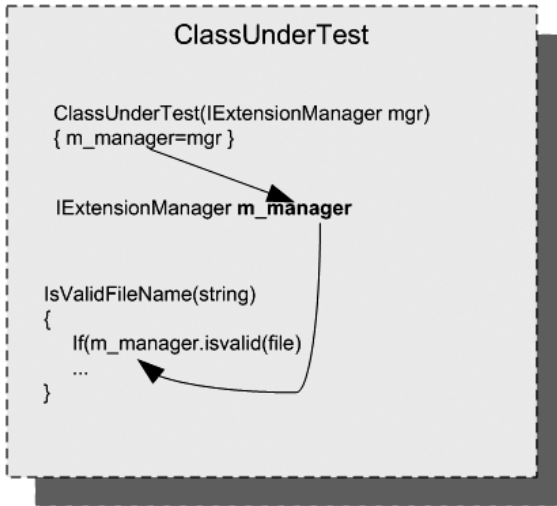 ClassUnderTest
ClassUnderTest(IExtensionManager mgr)
{ m_manager=mgr }
IExtensionManager m_manager
IsValidFileName(string)
{
If(m_manager.isvalid(file)
...
}